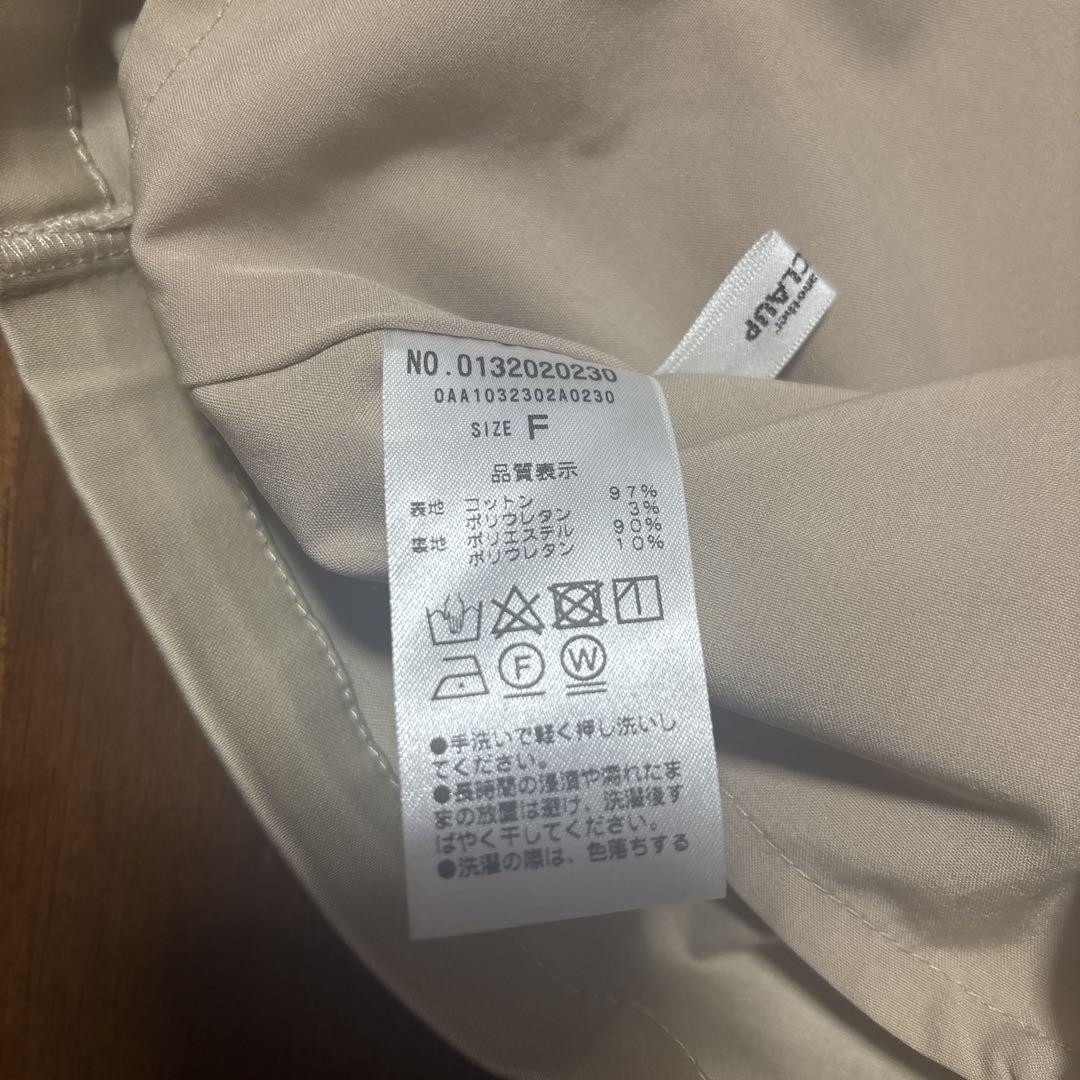 another
CLAUP
NO.0132020230
0AA1032302A0230
SIZE F
品質表示
表地 コットン 97%
ポリウレタン 3%
裏地 ポリエステル 90%
ポリウレタン 10%
F W
●手洗いで軽く押し洗いし
てください。
●長時間の浸漬や濡れたま
まの放置は避け、洗濯後す
ばやく干してください。
●洗濯の際は、色落ちする